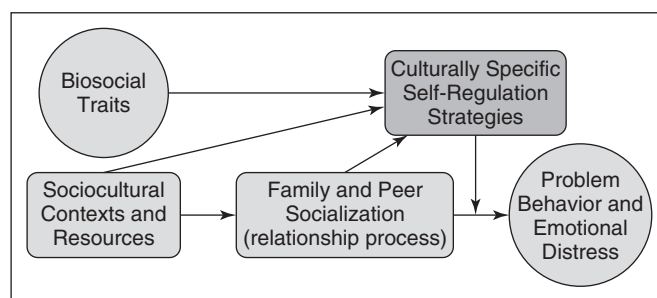 Biosocial
Traits
Culturally Specific
Self-Regulation
Strategies
Sociocultural
Contexts and
Resources
Family and Peer
Socialization
(relationship process)
Problem
Behavior and
Emotional
Distress